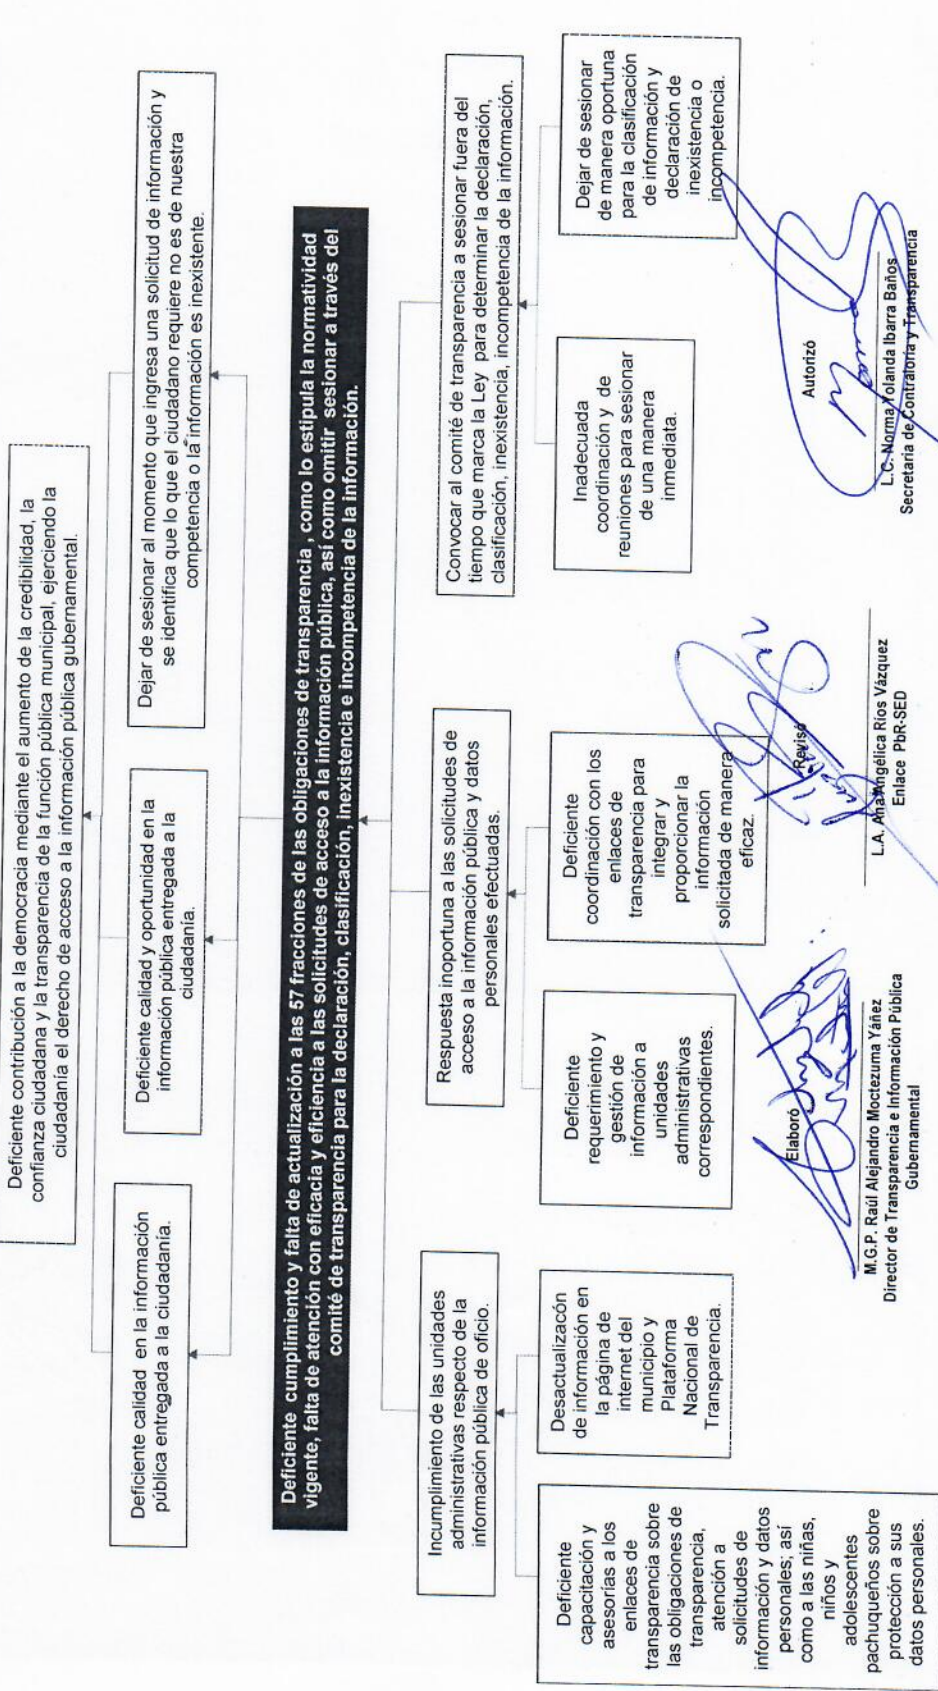 Deficiente contribución a la democracia mediante el aumento de la credibilidad, la
confianza ciudadana y la transparencia de la función pública municipal, ejerciendo la
ciudadanía el derecho de acceso a la información pública gubernamental.
Deficiente calidad en la información
pública entregada a la ciudadanía.
Deficiente calidad y oportunidad en la
información pública entregada a la
ciudadanía.
Dejar de sesionar al momento que ingresa una solicitud de información y
se identifica que lo que el ciudadano requiere no es de nuestra
competencia o la información es inexistente.
Deficiente cumplimiento y falta de actualización a las 57 fracciones de las obligaciones de transparencia , como lo estipula la normatividad
vigente, falta de atención con eficacia y eficiencia a las solicitudes de acceso a la información pública, así como omitir sesionar a través del
comité de transparencia para la declaración, clasificación, inexistencia e incompetencia de la información.
Incumplimiento de las unidades
administrativas respecto de la
información pública de oficio.
Respuesta inoportuna a las solicitudes de
acceso a la información pública y datos
personales efectuadas.
Convocar al comité de transparencia a sesionar fuera del
tiempo que marca la Ley para determinar la declaración,
clasificación, inexistencia, incompetencia de la información.
Deficiente
capacitación y
asesorías a los
enlaces de
transparencia sobre
las obligaciones de
transparencia,
atención a
solicitudes de
información y datos
personales; así
como a las niñas,
niños y
adolescentes
pachuqueños sobre
protección a sus
datos personales.
Desactualizacón
de información en
la página de
internet del
municipio y
Plataforma
Nacional de
Transparencia.
Deficiente
requerimiento y
gestión de
información a
unidades
administrativas
correspondientes.
Deficiente
coordinación con los
enlaces de
transparencia para
integrar y
proporcionar la
información
solicitada de manera
eficaz.
Inadecuada
coordinación y de
reuniones para sesionar
de una manera
inmediata.
Dejar de sesionar
de manera oportuna
para la clasificación
de información y
declaración de
inexistencia o
incompetencia.
Elaboró
M.G.P. Raúl Alejandro Moctezuma Yáñez
Director de Transparencia e Información Pública
Gubernamental
Revisó
L.A. Ana Angélica Ríos Vázquez
Enlace PbR-SED
Autorizó
L.C. Norma Yolanda Ibarra Baños
Secretaria de Contraloría y Transparencia